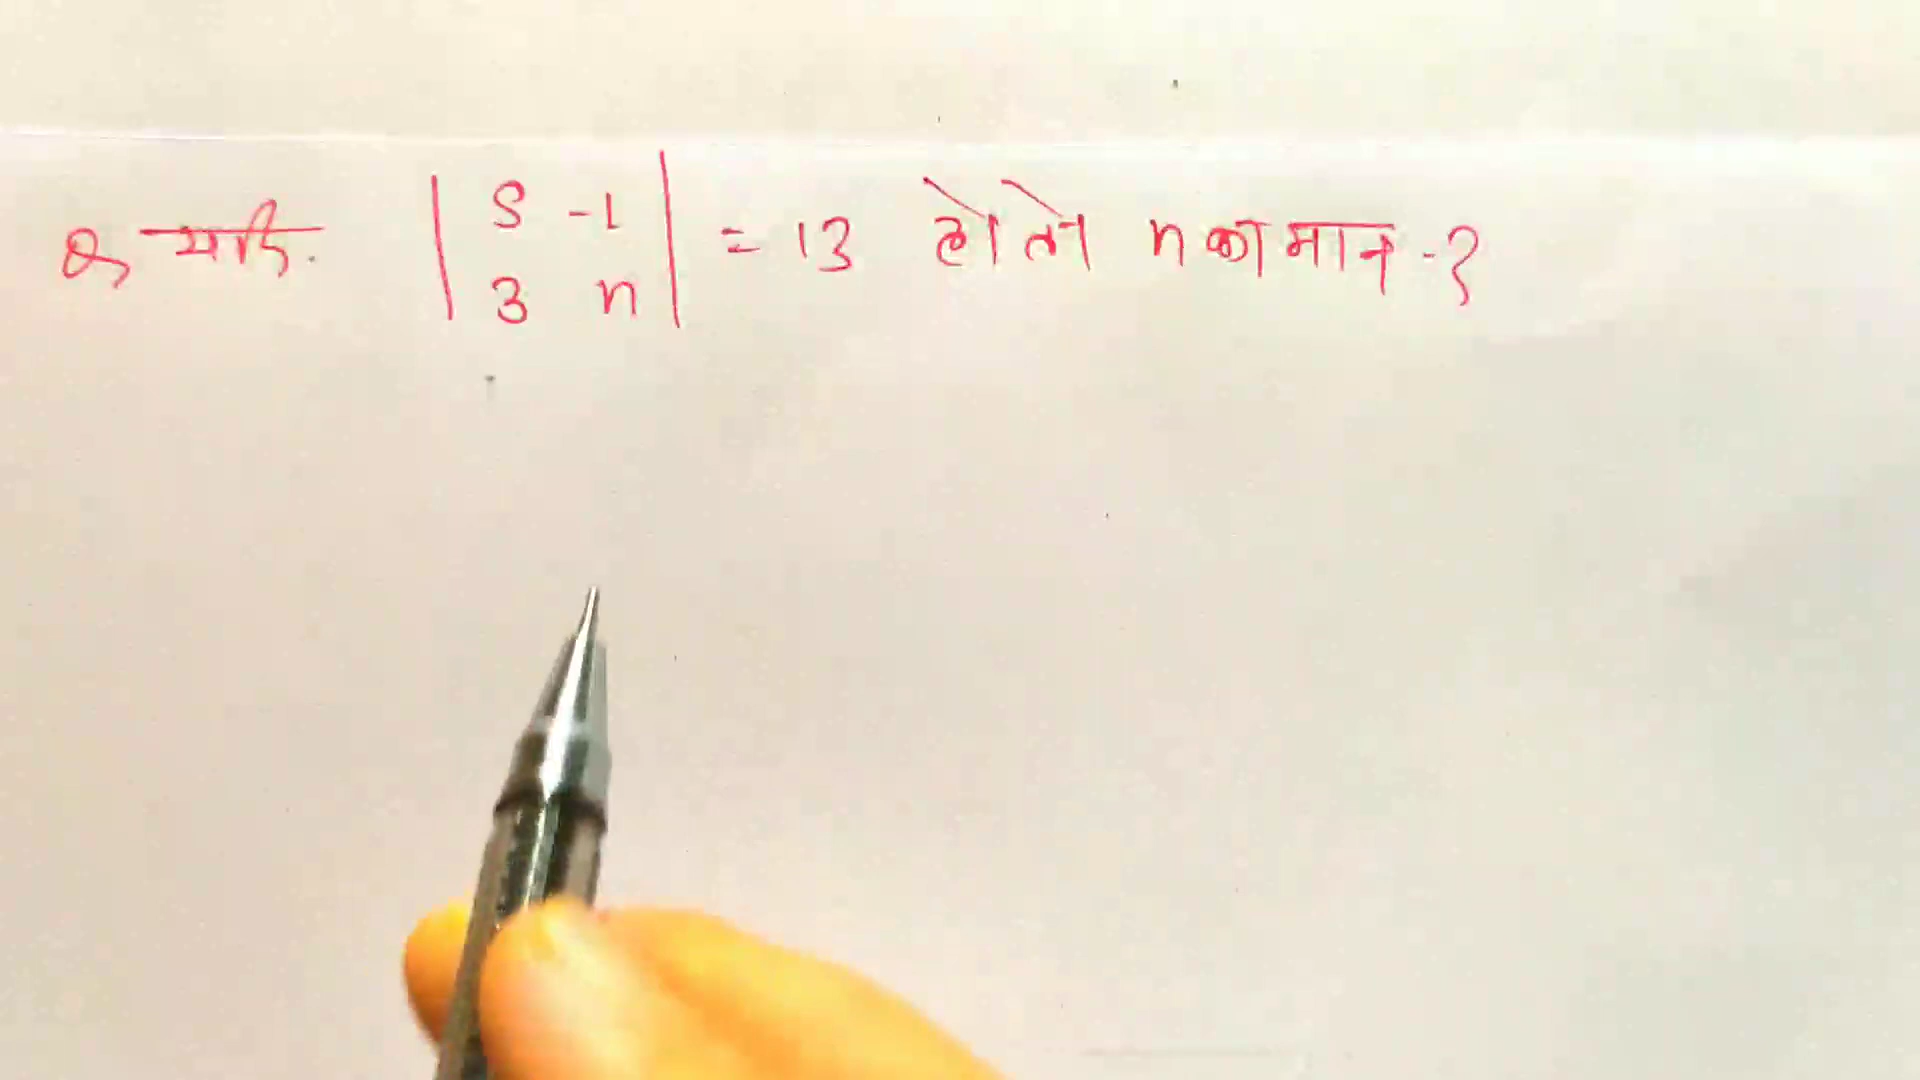 Q यदि. | 5 -1 | = 13 हो तो n का मान - ?
| 3 n |